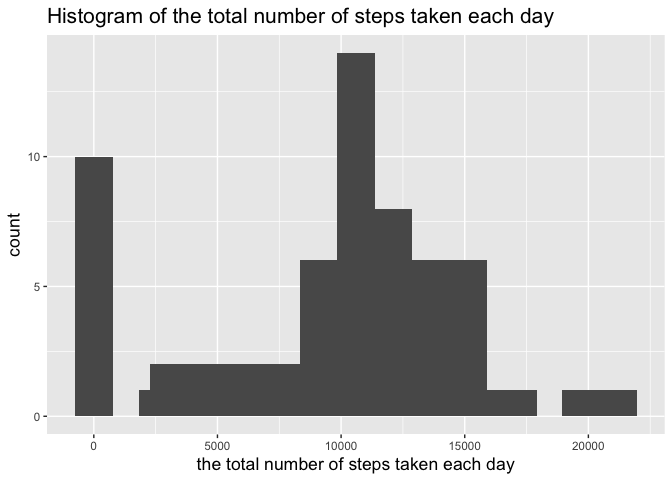 Histogram of the total number of steps taken each day
count
10
5
0
0 5000 10000 15000 20000
the total number of steps taken each day